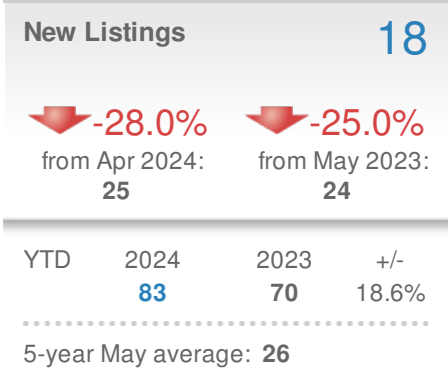 New Listings 18
-28.0% -25.0%
from Apr 2024: from May 2023:
25 24
YTD 2024 2023 +/-
83 70 18.6%
5-year May average: 26